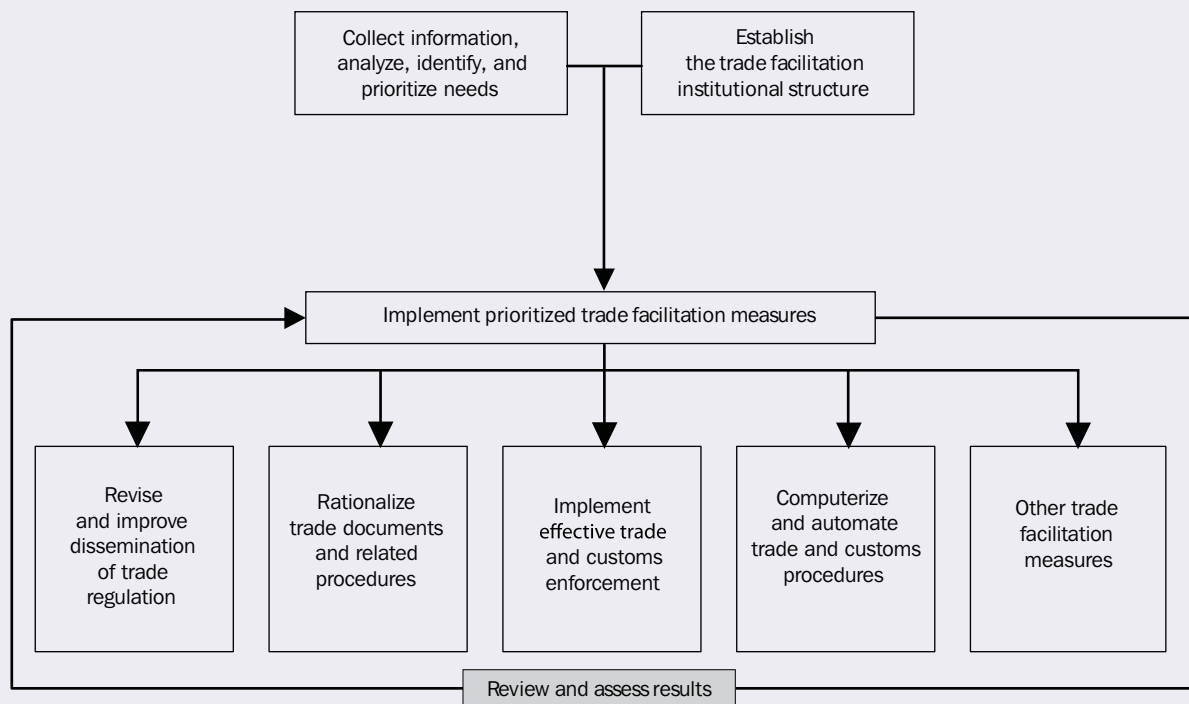 Collect information,
analyze, identify, and
prioritize needs
Establish
the trade facilitation
institutional structure
Implement prioritized trade facilitation measures
Revise
and improve
dissemination
of trade
regulation
Rationalize
trade documents
and related
procedures
Implement
effective trade
and customs
enforcement
Computerize
and automate
trade and customs
procedures
Other trade
facilitation
measures
Review and assess results